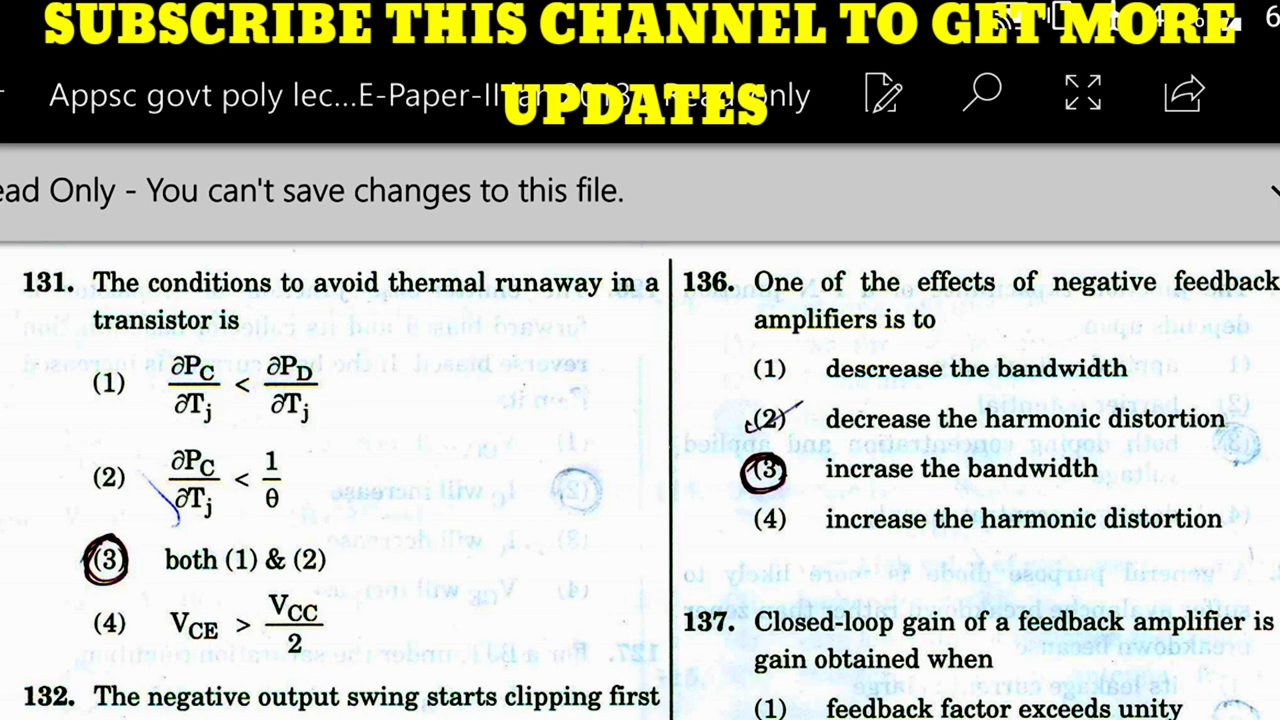 SUBSCRIBE THIS CHANNEL TO GET MORE
UPDATES
Appsc govt poly lec...E-Paper-II Read Only
ead Only - You can't save changes to this file.
131. The conditions to avoid thermal runaway in a
transistor is
(1) ∂P_C/∂T_j < ∂P_D/∂T_j
(2) ∂P_C/∂T_j < 1/θ
(3) both (1) & (2)
(4) V_CE > V_CC/2
132. The negative output swing starts clipping first
136. One of the effects of negative feedback
amplifiers is to
(1) descrease the bandwidth
(2) decrease the harmonic distortion
(3) incrase the bandwidth
(4) increase the harmonic distortion
137. Closed-loop gain of a feedback amplifier is
gain obtained when
(1) feedback factor exceeds unity